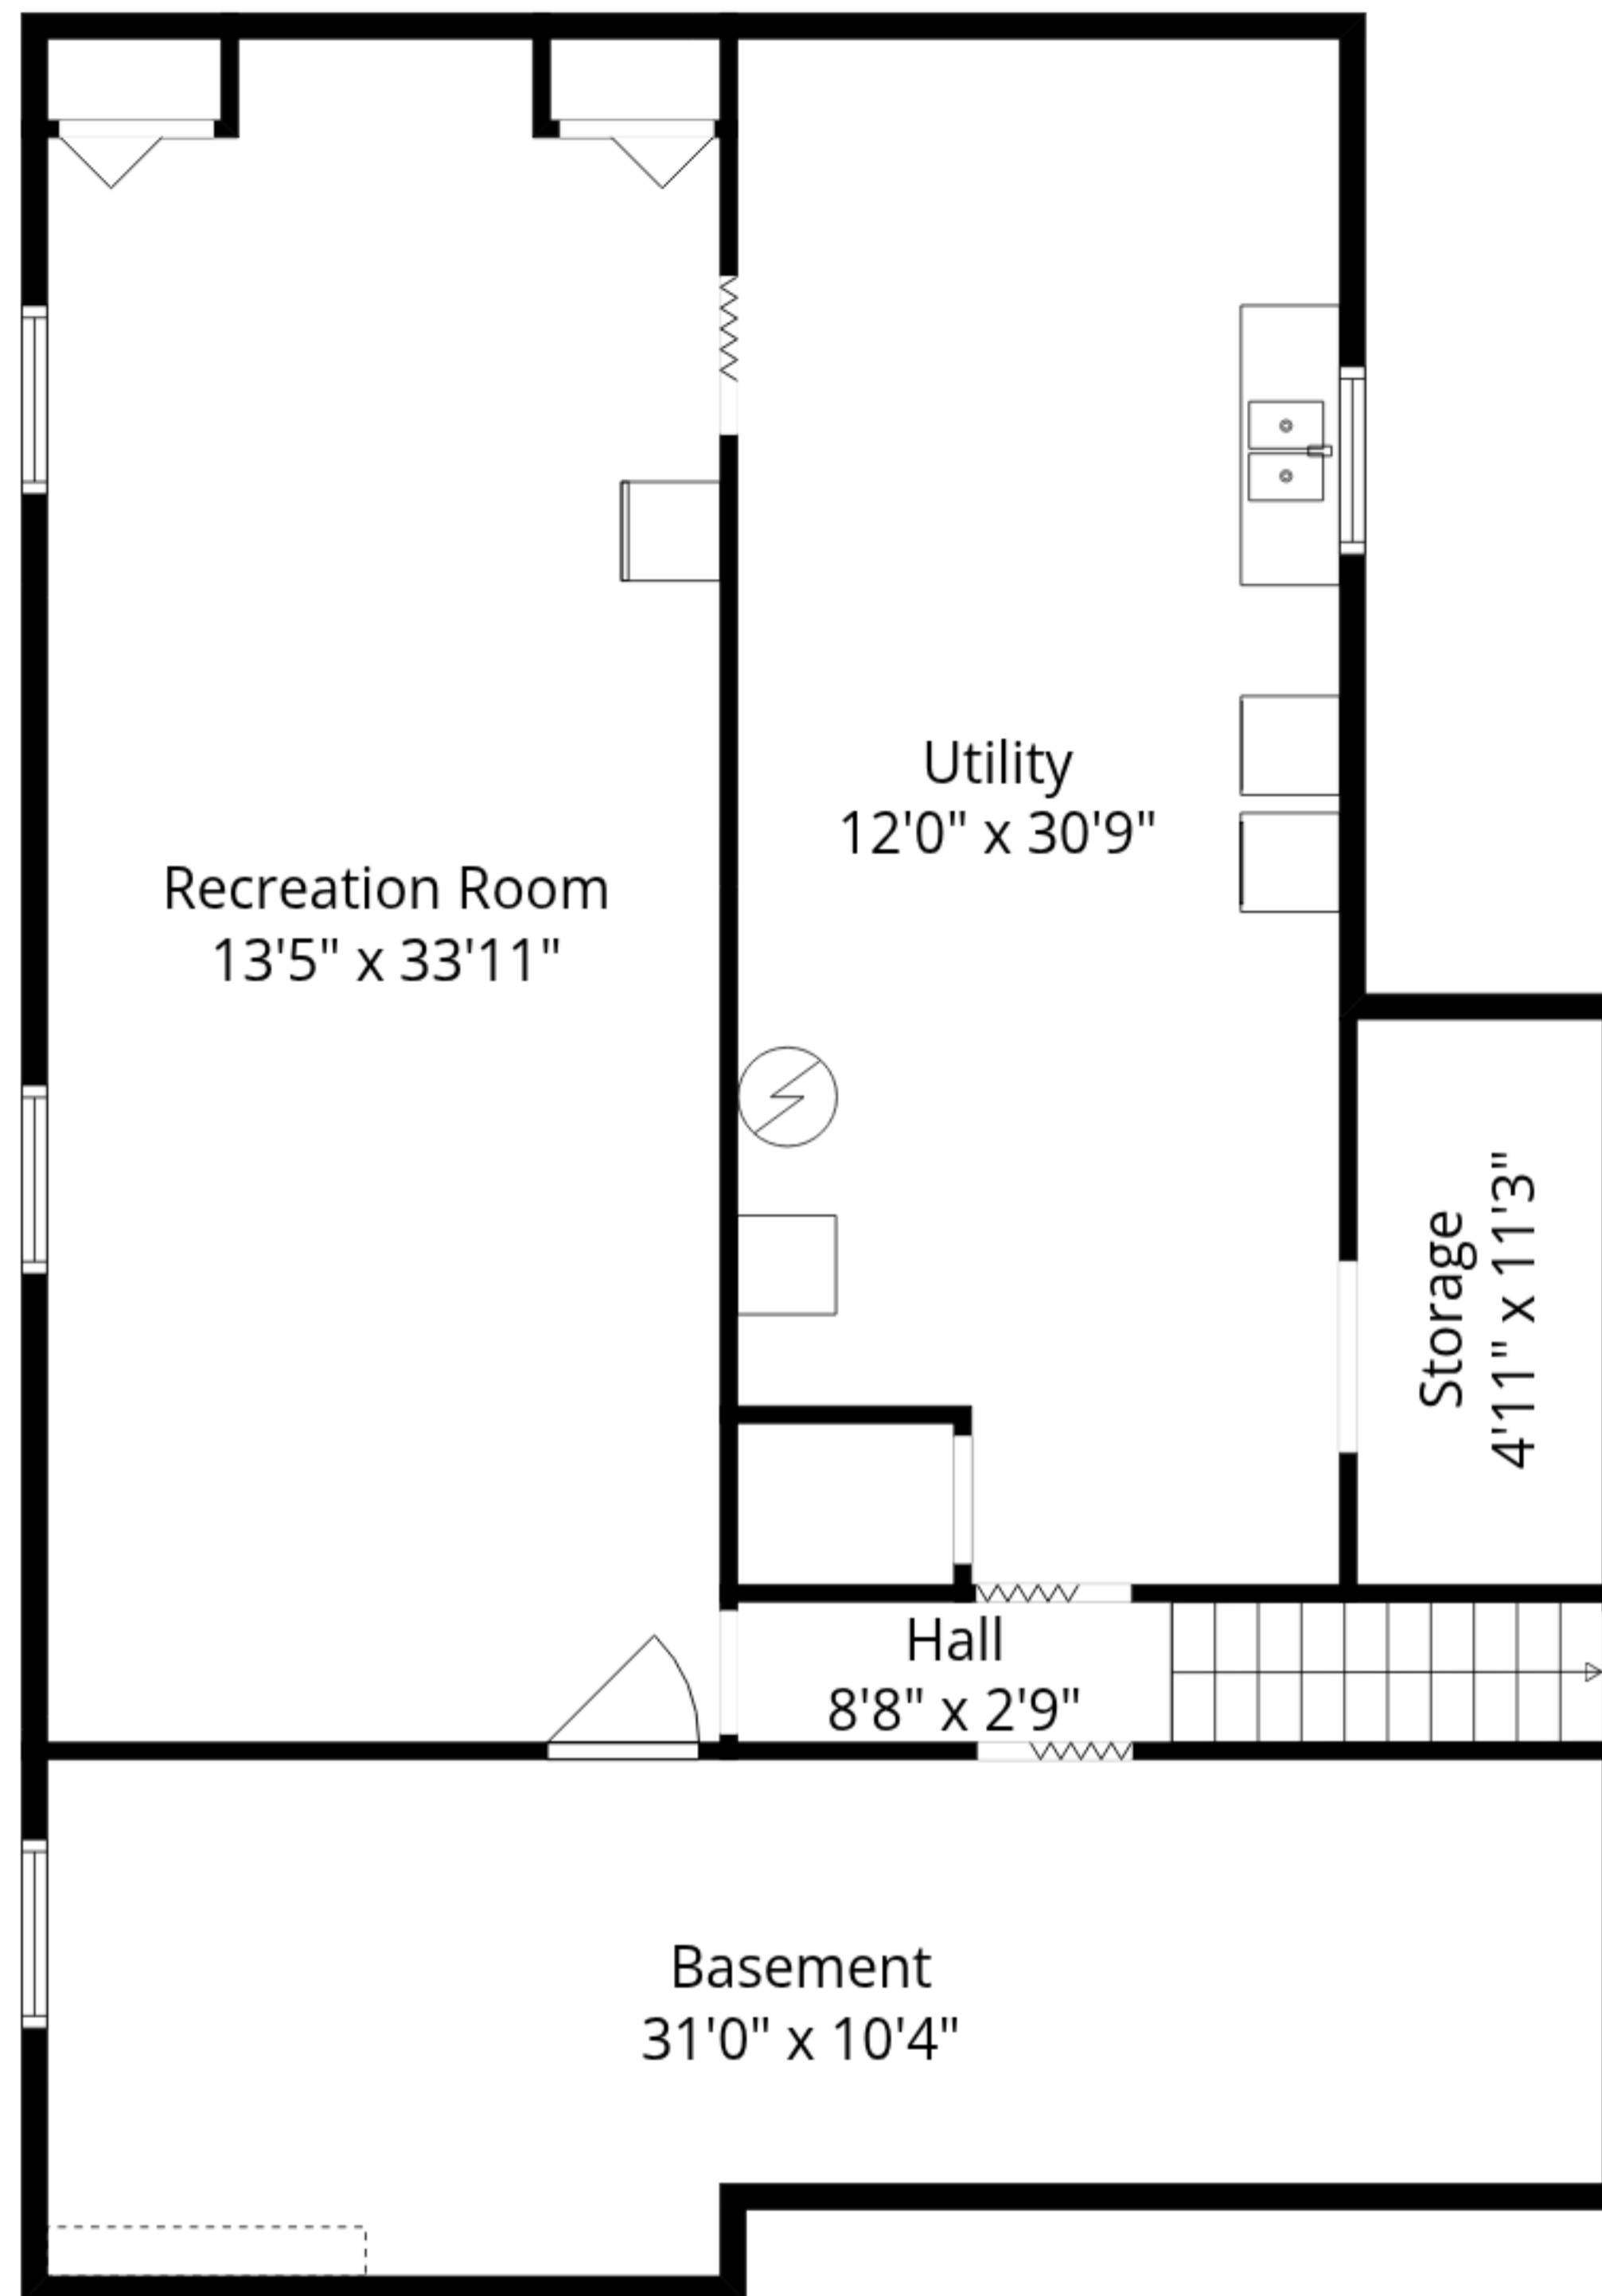 Utility
12'0" x 30'9"
Recreation Room
13'5" x 33'11"
Storage
4'11" x 11'3"
Hall
8'8" x 2'9"
Basement
31'0" x 10'4"